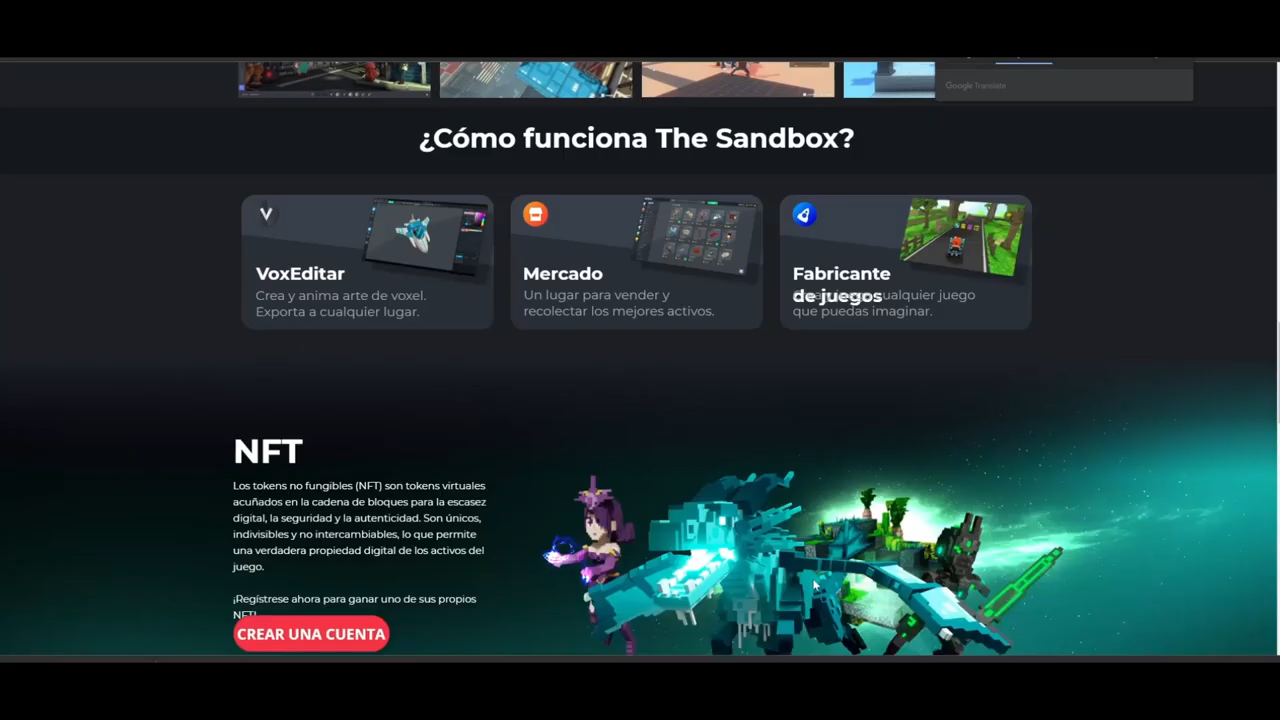 Google Translate
¿Cómo funciona The Sandbox?
VoxEditar
Crea y anima arte de voxel.
Exporta a cualquier lugar.
Mercado
Un lugar para vender y
recolectar los mejores activos.
Fabricante
de juegos
cualquier juego
que puedas imaginar.
NFT
Los tokens no fungibles (NFT) son tokens virtuales
acuñados en la cadena de bloques para la escasez
digital, la seguridad y la autenticidad. Son únicos,
indivisibles y no intercambiables, lo que permite
una verdadera propiedad digital de los activos del
juego.
¡Regístrese ahora para ganar uno de sus propios
NFT!
CREAR UNA CUENTA